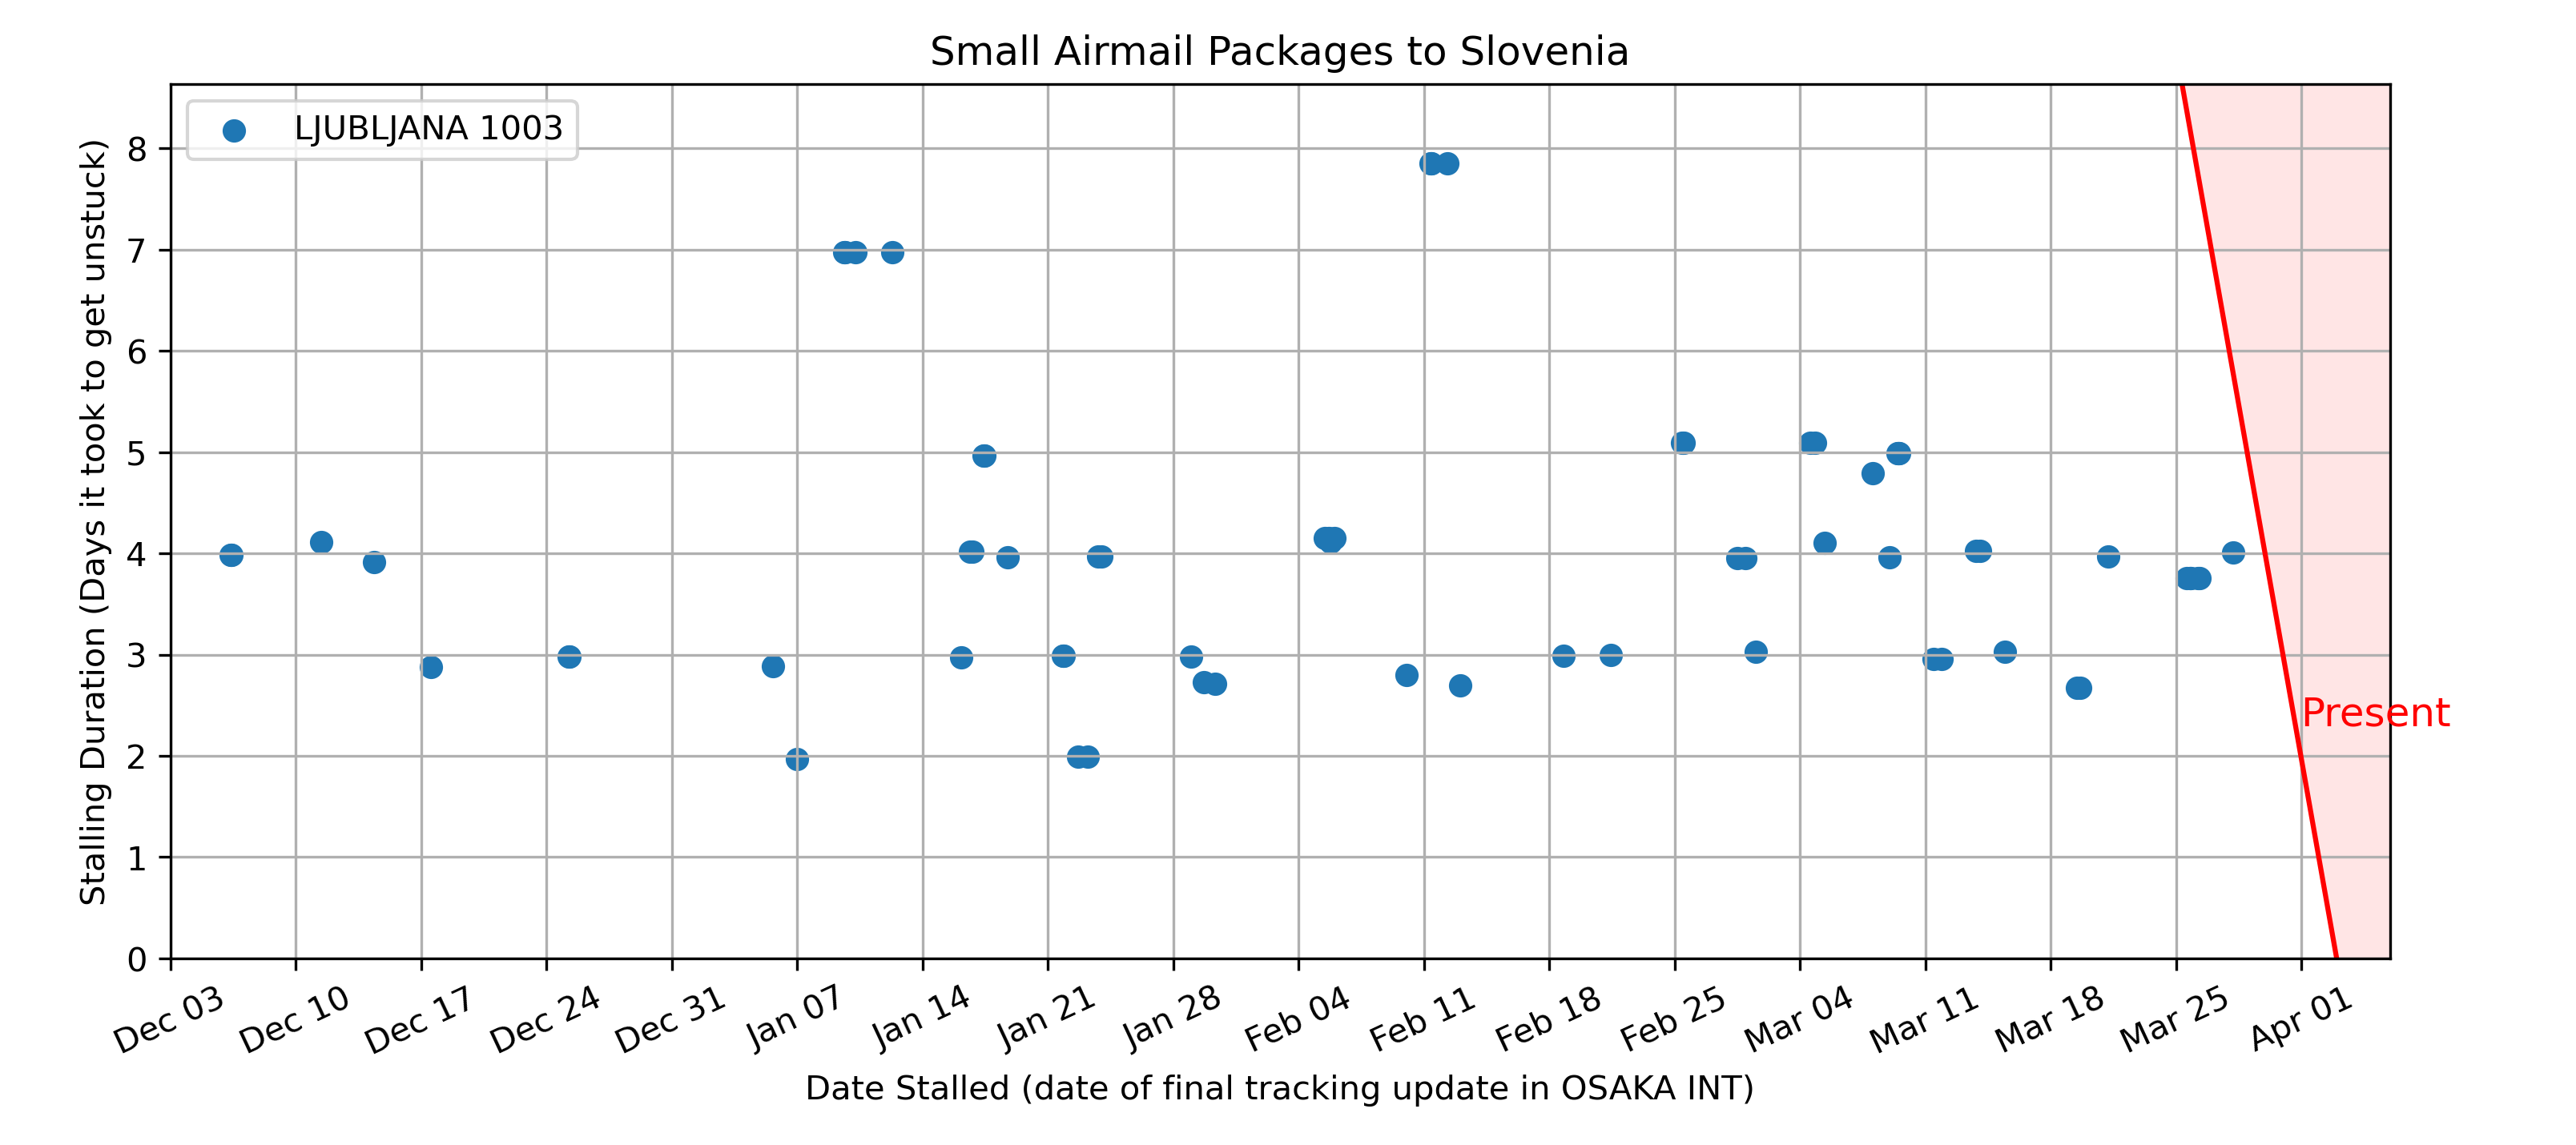 Small Airmail Packages to Slovenia
LJUBLJANA 1003
Stalling Duration (Days it took to get unstuck)
8
7
6
5
4
3
2
1
0
Present
Dec 03
Dec 10
Dec 17
Dec 24
Dec 31
Jan 07
Jan 14
Jan 21
Jan 28
Feb 04
Feb 11
Feb 18
Feb 25
Mar 04
Mar 11
Mar 18
Mar 25
Apr 01
Date Stalled (date of final tracking update in OSAKA INT)